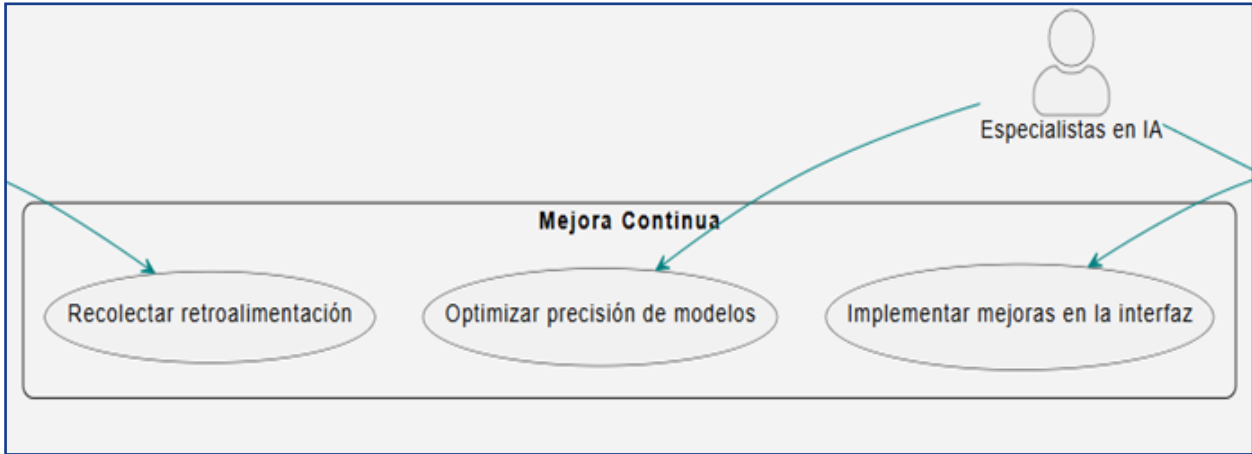 Especialistas en IA
Mejora Continua
Recolectar retroalimentación
Optimizar precisión de modelos
Implementar mejoras en la interfaz